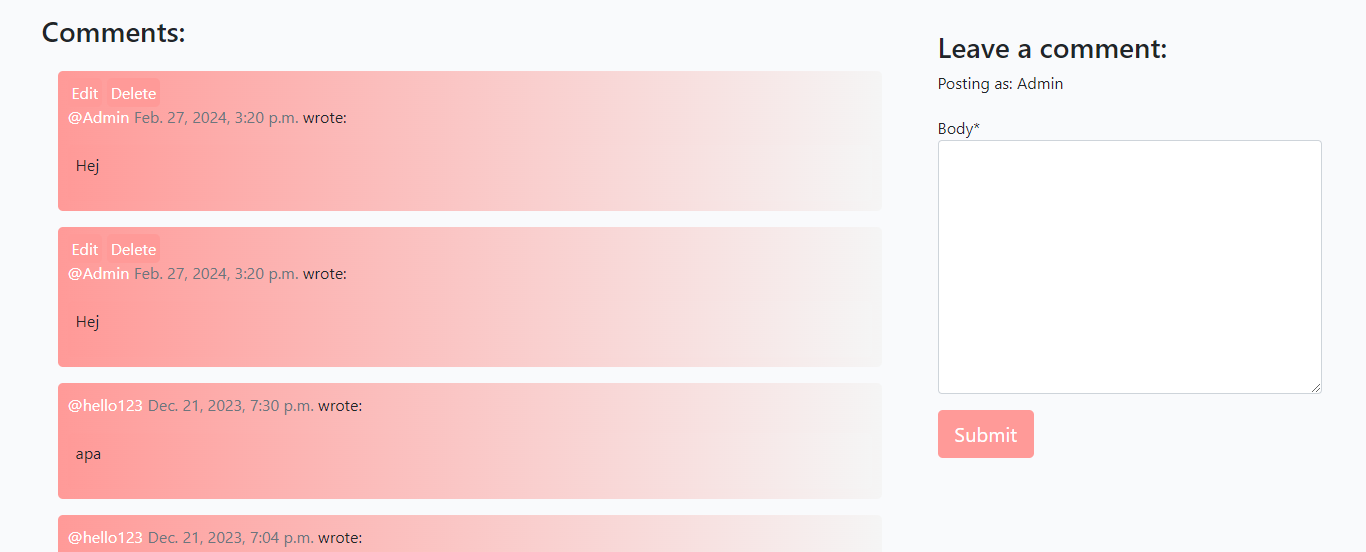 Comments:
Edit Delete
@Admin Feb. 27, 2024, 3:20 p.m. wrote:
Hej
Edit Delete
@Admin Feb. 27, 2024, 3:20 p.m. wrote:
Hej
@hello123 Dec. 21, 2023, 7:30 p.m. wrote:
apa
@hello123 Dec. 21, 2023, 7:04 p.m. wrote:
Leave a comment:
Posting as: Admin
Body*
Submit